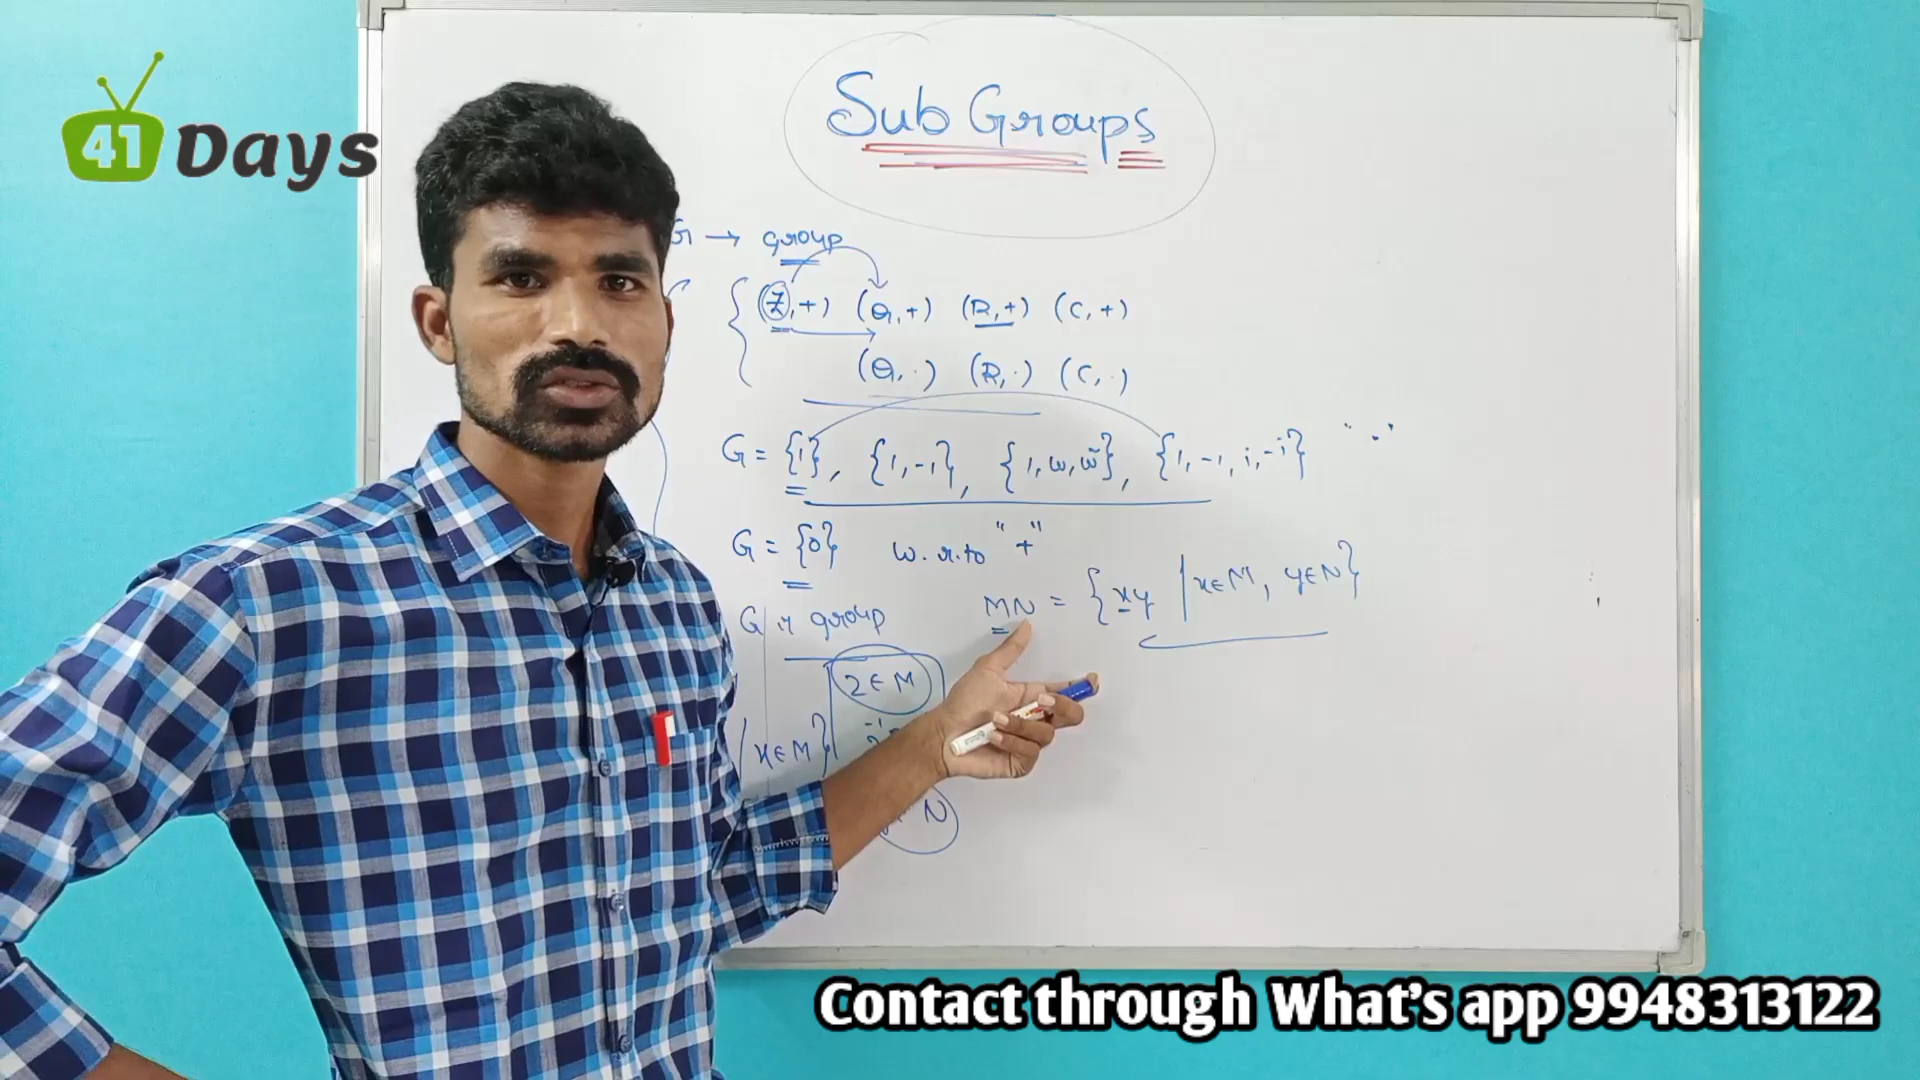 41 Days
Sub Groups
G → group
(Z,+) (Q,+) (R,+) (C,+)
(Q,.) (R,.) (C,.)
G = {1}, {1,-1}, {1,ω,ω²}, {1,-1,i,-i} "."
G = {0} w.r.to "+"
G is group
MN = {xy | x∈M, y∈N}
2∈M
| x∈M}
N
Contact through What's app 9948313122